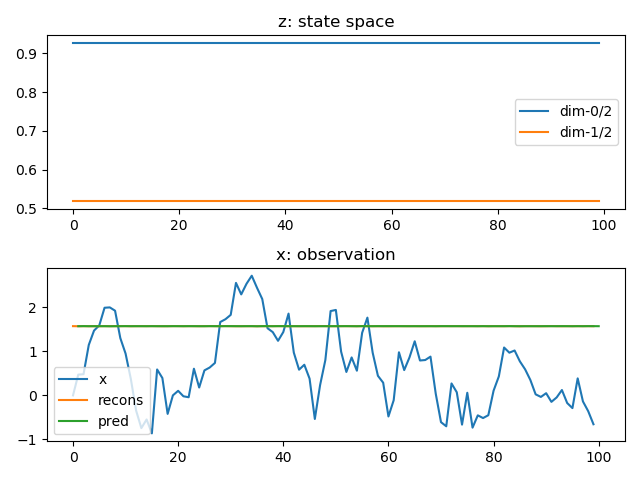 z: state space
0.9
0.8
0.7
0.6
0.5
dim-0/2
dim-1/2
0 20 40 60 80 100
x: observation
2
1
0
−1
x
recons
pred
0 20 40 60 80 100